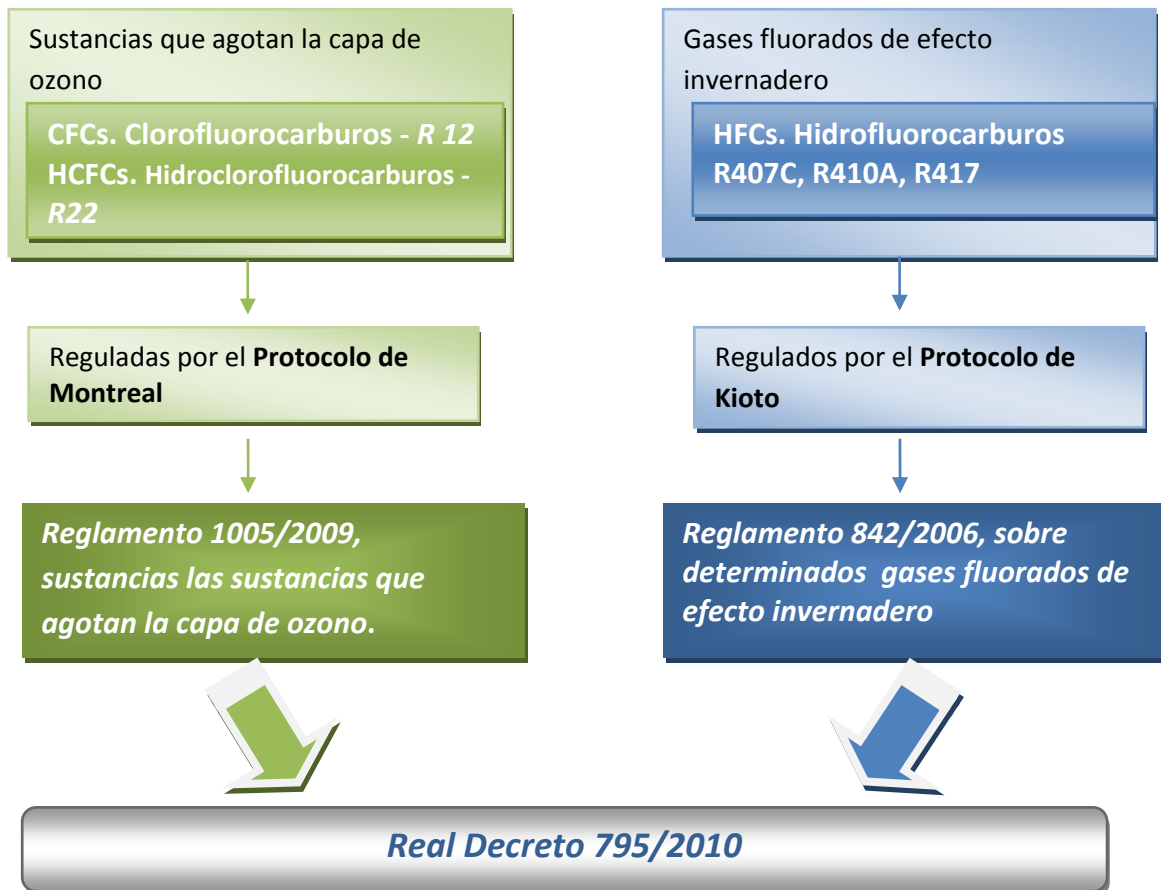 Sustancias que agotan la capa de
ozono
CFCs. Clorofluorocarburos - R 12
HCFCs. Hidroclorofluorocarburos -
R22
Reguladas por el Protocolo de
Montreal
Reglamento 1005/2009,
sustancias las sustancias que
agotan la capa de ozono.
Gases fluorados de efecto
invernadero
HFCs. Hidrofluorocarburos
R407C, R410A, R417
Regulados por el Protocolo de
Kioto
Reglamento 842/2006, sobre
determinados gases fluorados de
efecto invernadero
Real Decreto 795/2010